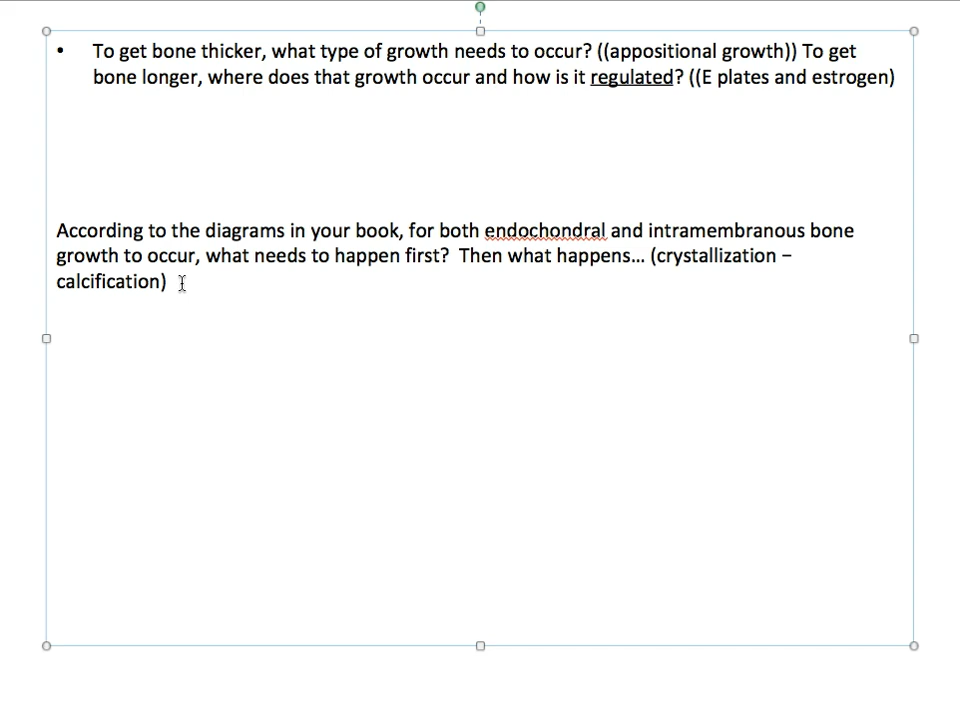 • To get bone thicker, what type of growth needs to occur? ((appositional growth)) To get
bone longer, where does that growth occur and how is it regulated? ((E plates and estrogen)
According to the diagrams in your book, for both endochondral and intramembranous bone
growth to occur, what needs to happen first?  Then what happens... (crystallization –
calcification)